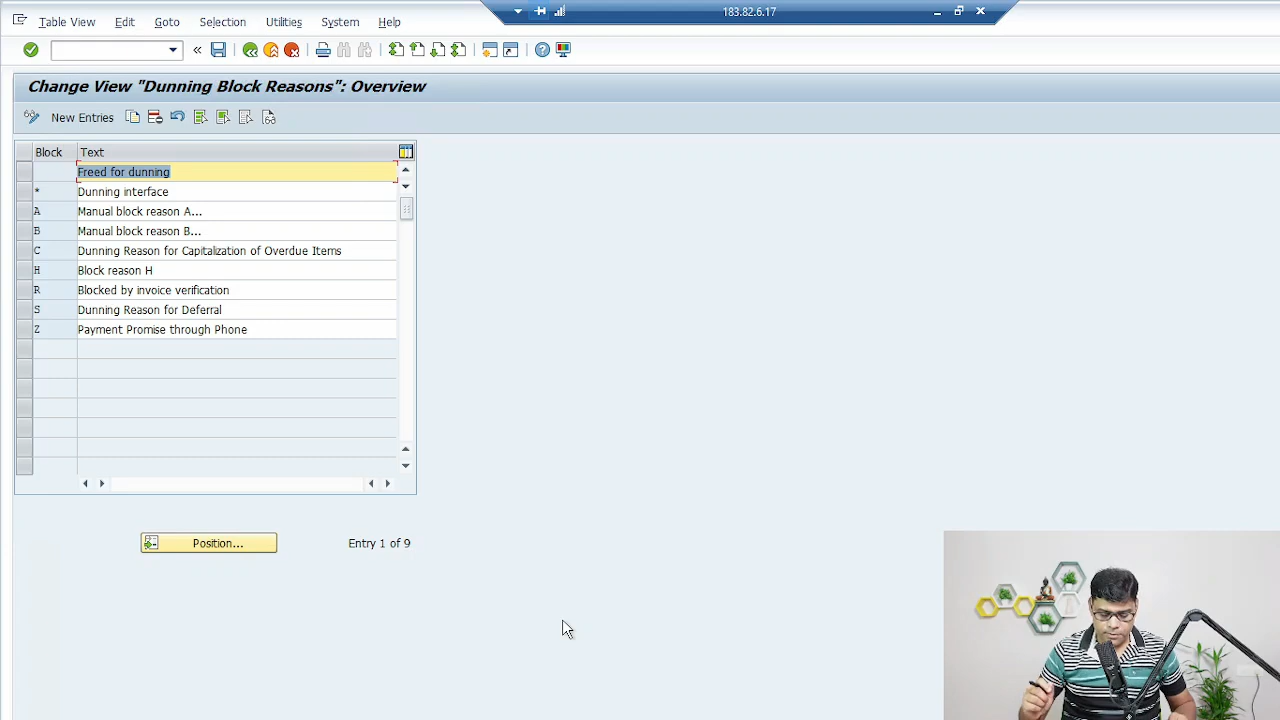 Table View Edit Goto Selection Utilities System Help
183.82.6.17
Change View "Dunning Block Reasons": Overview
New Entries
Block Text
Freed for dunning
* Dunning interface
A Manual block reason A...
B Manual block reason B...
C Dunning Reason for Capitalization of Overdue Items
H Block reason H
R Blocked by invoice verification
S Dunning Reason for Deferral
Z Payment Promise through Phone
Position... Entry 1 of 9